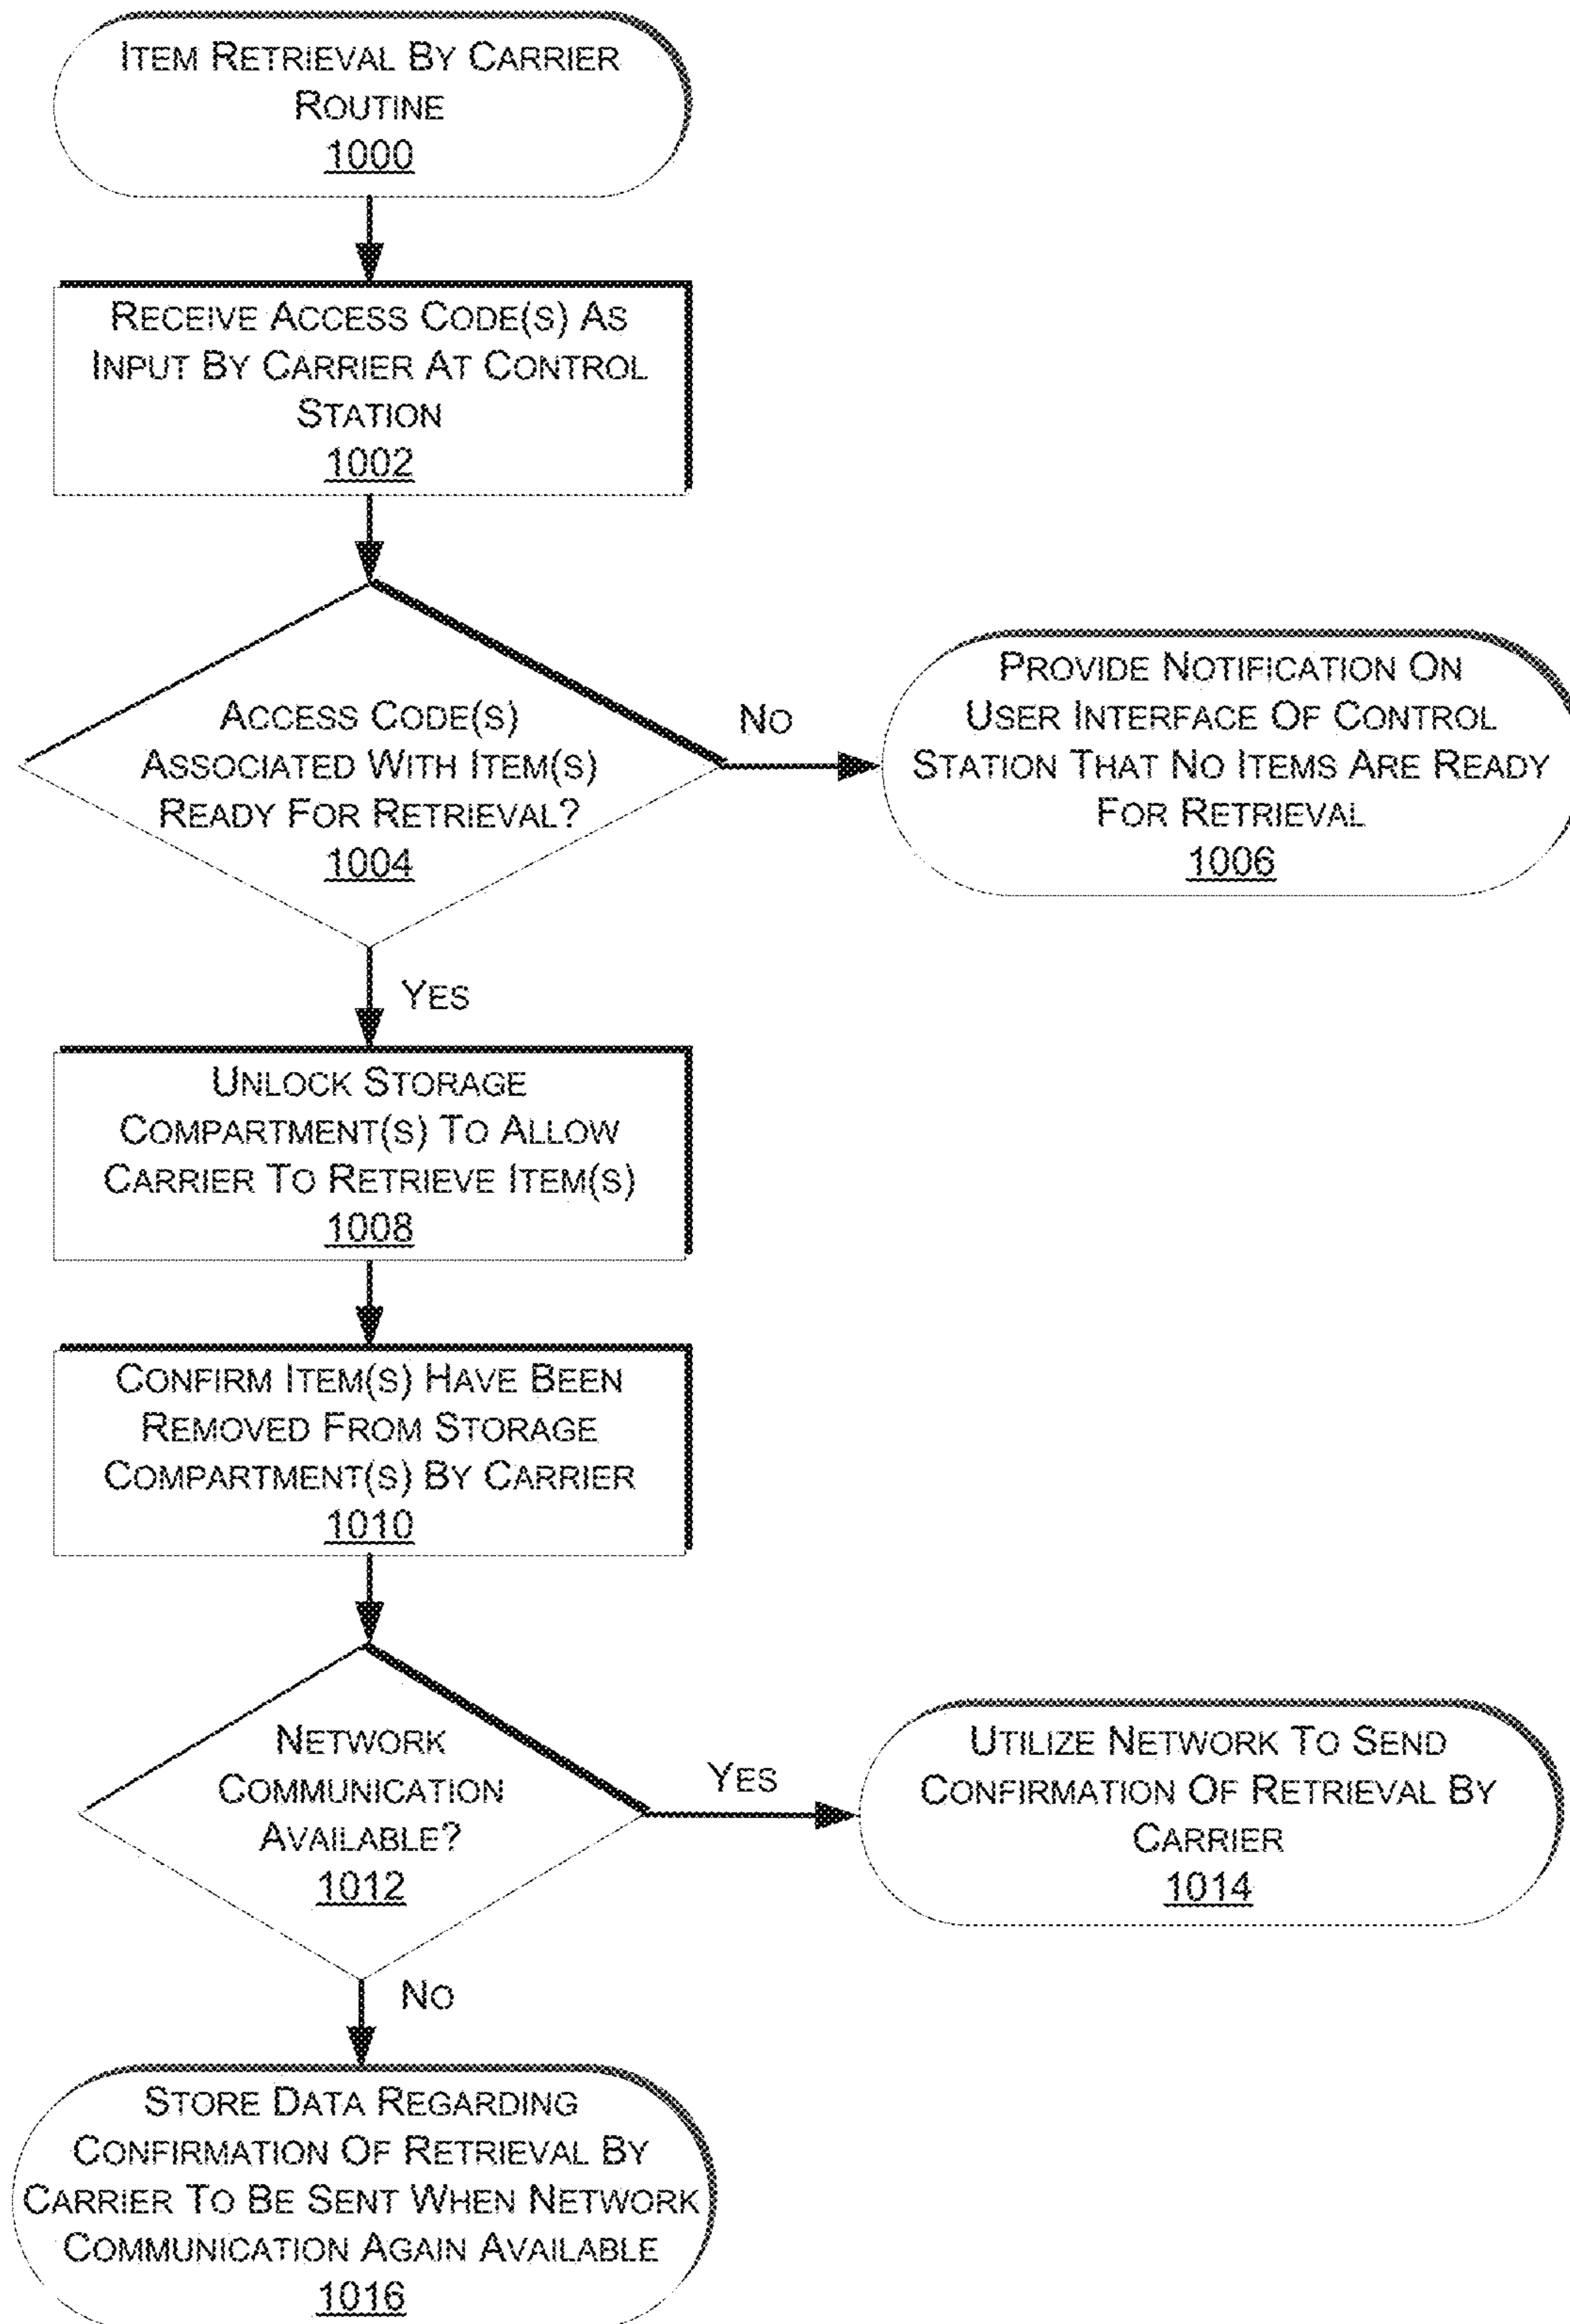 ITEM RETRIEVAL BY CARRIER
ROUTINE
1000
RECEIVE ACCESS CODE(S) AS
INPUT BY CARRIER AT CONTROL
STATION
1002
ACCESS CODE(S)
ASSOCIATED WITH ITEM(S)
READY FOR RETRIEVAL?
1004
NO
PROVIDE NOTIFICATION ON
USER INTERFACE OF CONTROL
STATION THAT NO ITEMS ARE READY
FOR RETRIEVAL
1006
YES
UNLOCK STORAGE
COMPARTMENT(S) TO ALLOW
CARRIER TO RETRIEVE ITEM(S)
1008
CONFIRM ITEM(S) HAVE BEEN
REMOVED FROM STORAGE
COMPARTMENT(S) BY CARRIER
1010
NETWORK
COMMUNICATION
AVAILABLE?
1012
YES
UTILIZE NETWORK TO SEND
CONFIRMATION OF RETRIEVAL BY
CARRIER
1014
NO
STORE DATA REGARDING
CONFIRMATION OF RETRIEVAL BY
CARRIER TO BE SENT WHEN NETWORK
COMMUNICATION AGAIN AVAILABLE
1016